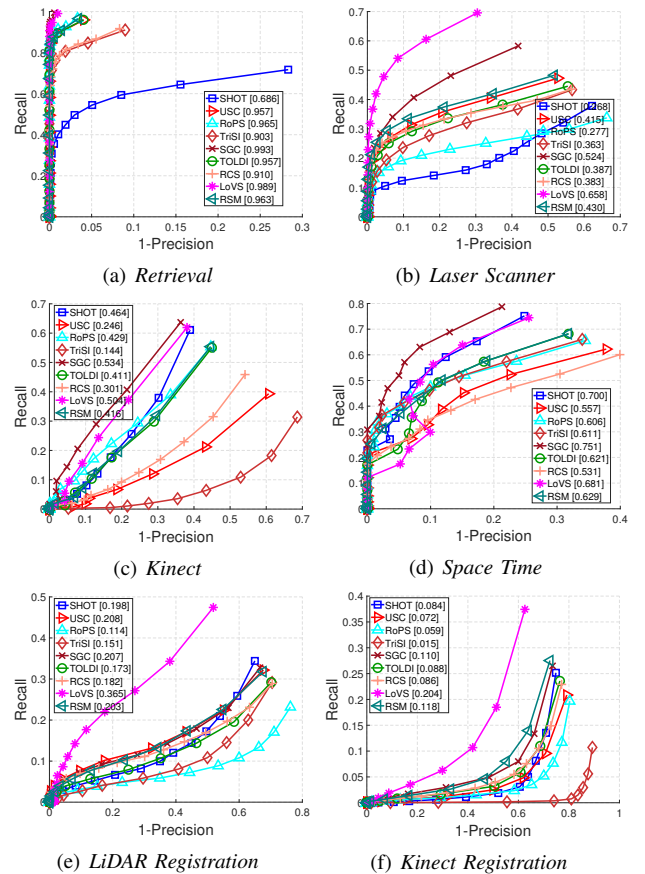 1
0.8
0.6
0.4
0.2
0
Recall
SHOT [0.686]
USC [0.957]
RoPS [0.965]
TriSI [0.903]
SGC [0.993]
TOLDI [0.957]
RCS [0.910]
LoVS [0.989]
RSM [0.963]
0 0.05 0.1 0.15 0.2 0.25 0.3
1-Precision
(a) Retrieval
0.7
0.6
0.5
0.4
0.3
0.2
0.1
0
Recall
SHOT
USC [0.415]
RoPS [0.277]
TriSI [0.363]
SGC [0.524]
TOLDI [0.387]
RCS [0.383]
LoVS [0.658]
RSM [0.430]
0 0.1 0.2 0.3 0.4 0.5 0.6 0.7
1-Precision
(b) Laser Scanner
0.7
0.6
0.5
0.4
0.3
0.2
0.1
0
Recall
SHOT [0.464]
USC [0.246]
RoPS [0.429]
TriSI [0.144]
SGC [0.534]
TOLDI [0.411]
RCS [0.301]
LoVS [0.504]
RSM [0.416]
0 0.1 0.2 0.3 0.4 0.5 0.6 0.7
1-Precision
(c) Kinect
0.8
0.7
0.6
0.5
0.4
0.3
0.2
0.1
0
Recall
SHOT [0.700]
USC [0.557]
RoPS [0.606]
TriSI [0.611]
SGC [0.751]
TOLDI [0.621]
RCS [0.531]
LoVS [0.681]
RSM [0.629]
0 0.1 0.2 0.3 0.4
1-Precision
(d) Space Time
0.5
0.4
0.3
0.2
0.1
0
Recall
SHOT [0.198]
USC [0.208]
RoPS [0.114]
TriSI [0.151]
SGC [0.207]
TOLDI [0.173]
RCS [0.182]
LoVS [0.365]
RSM [0.203]
0 0.2 0.4 0.6 0.8
1-Precision
(e) LiDAR Registration
0.4
0.35
0.3
0.25
0.2
0.15
0.1
0.05
0
Recall
SHOT [0.084]
USC [0.072]
RoPS [0.059]
TriSI [0.015]
SGC [0.110]
TOLDI [0.088]
RCS [0.086]
LoVS [0.204]
RSM [0.118]
0 0.2 0.4 0.6 0.8 1
1-Precision
(f) Kinect Registration